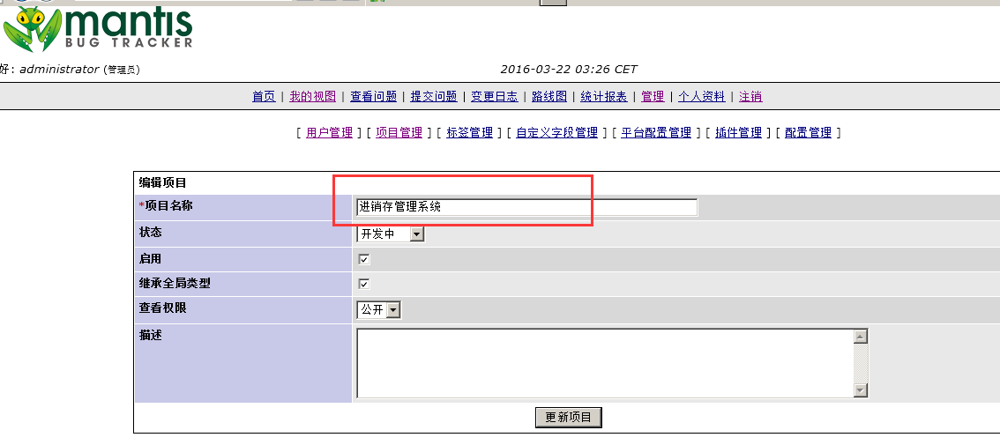 mantis
BUG TRACKER
好: administrator (管理员) 2016-03-22 03:26 CET
首页 | 我的视图 | 查看问题 | 提交问题 | 变更日志 | 路线图 | 统计报表 | 管理 | 个人资料 | 注销
[ 用户管理 ] [ 项目管理 ] [ 标签管理 ] [ 自定义字段管理 ] [ 平台配置管理 ] [ 插件管理 ] [ 配置管理 ]
编辑项目
*项目名称 进销存管理系统
状态 开发中
启用
继承全局类型
查看权限 公开
描述
更新项目